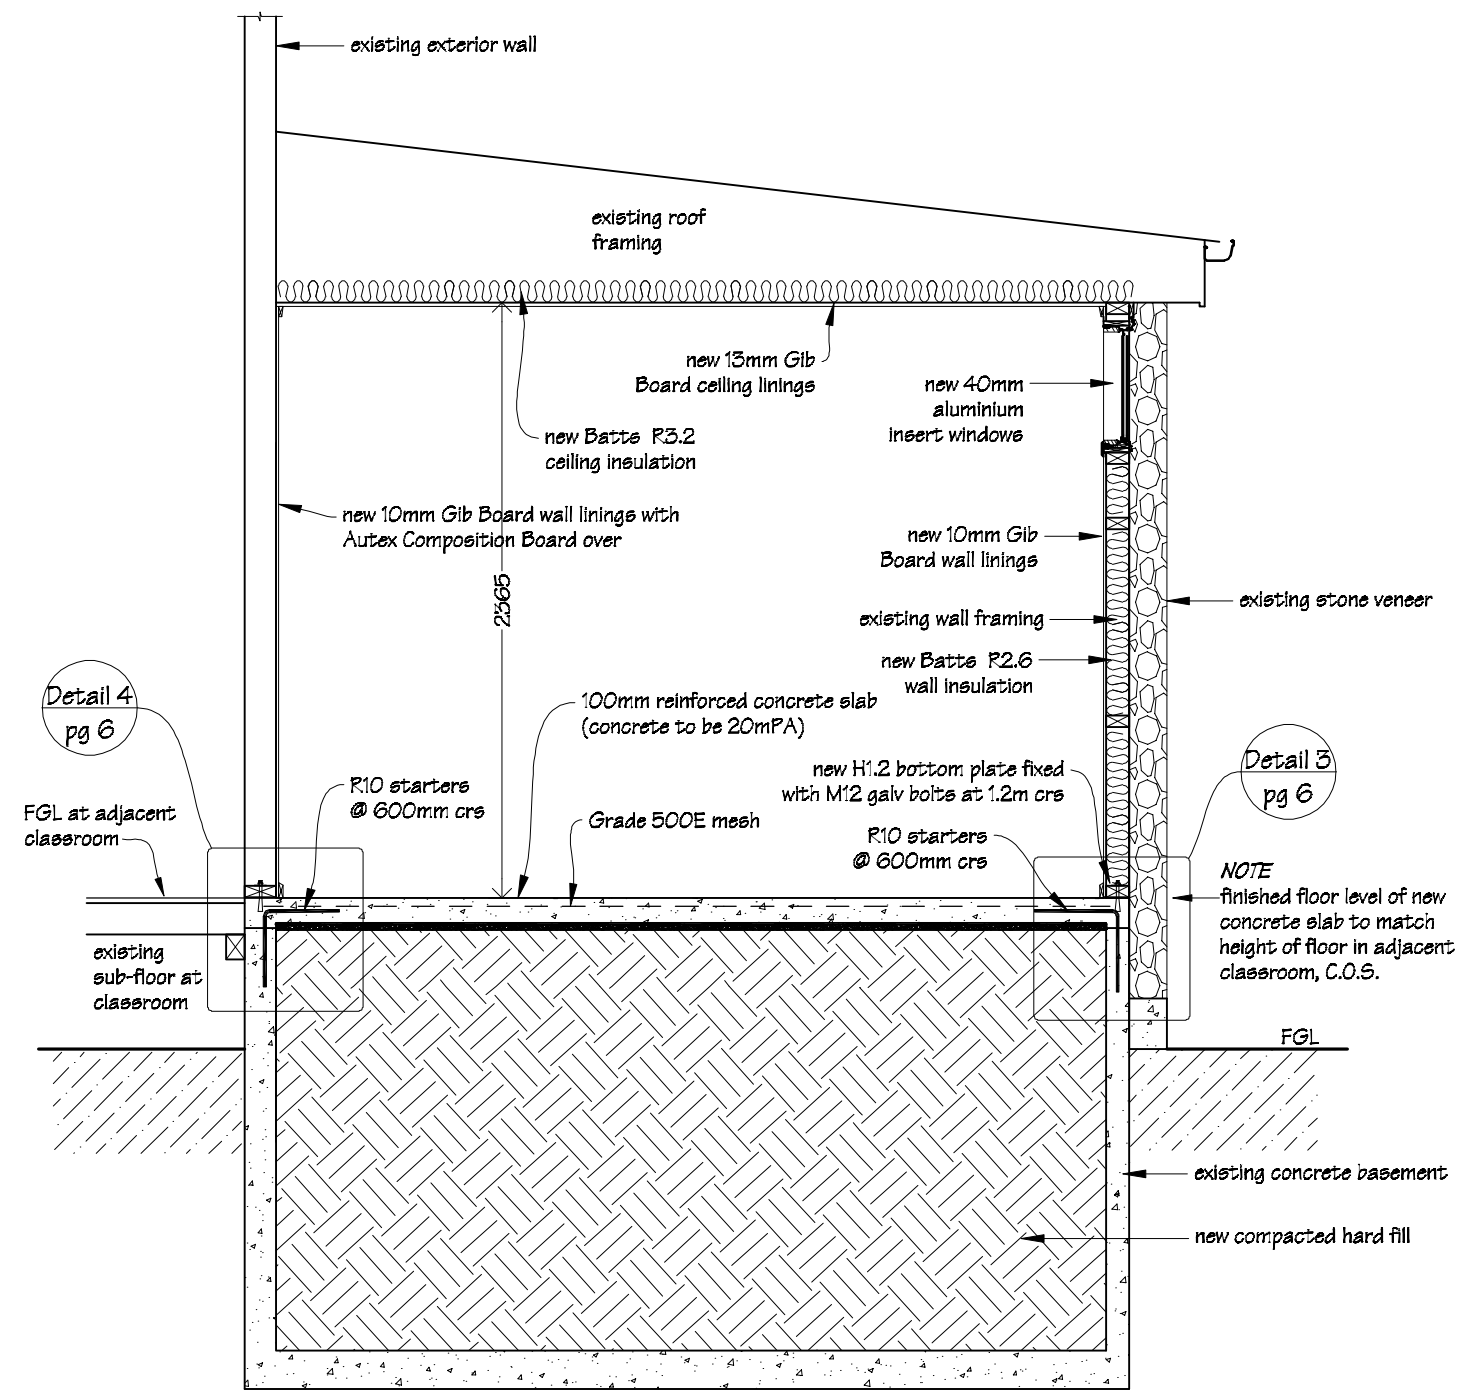 existing exterior wall
existing roof
framing
new 13mm Gib
Board ceiling linings
new 40mm
aluminium
insert windows
new Batts R3.2
ceiling insulation
new 10mm Gib Board wall linings with
Autex Composition Board over
new 10mm Gib
Board wall linings
2365
existing stone veneer
existing wall framing
new Batts R2.6
wall insulation
Detail 4
pg 6
100mm reinforced concrete slab
(concrete to be 20mPA)
Detail 3
pg 6
new H1.2 bottom plate fixed
with M12 galv bolts at 1.2m crs
R10 starters
@ 600mm crs
FGL at adjacent
classroom
Grade 500E mesh
R10 starters
@ 600mm crs
NOTE
finished floor level of new
concrete slab to match
height of floor in adjacent
classroom, C.O.S.
existing
sub-floor at
classroom
FGL
existing concrete basement
new compacted hard fill